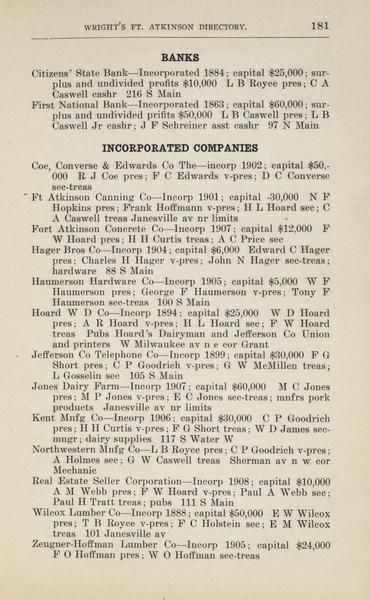 WRIGHT'S FT. ATKINSON DIRECTORY. 181
BANKS
Citizens' State Bank—Incorporated 1884; capital $25,000; sur-
plus and undivided profits $10,000 L B Royce pres; C A
Caswell cashr 216 S Main
First National Bank—Incorporated 1863; capital $60,000; sur-
plus and undivided prifits $50,000 L B Caswell pres; L B
Caswell Jr cashr; J F Schreiner asst cashr 97 N Main
INCORPORATED COMPANIES
Coe, Converse & Edwards Co The—incorp 1902; capital $50,-
000 R J Coe pres; F C Edwards v-pres; D C Converse
sec-treas
Ft Atkinson Canning Co—Incorp 1901; capital -30,000 N F
Hopkins pres; Frank Hoffmann v-pres; H L Hoard sec; C
A Caswell treas Janesville av nr limits
Fort Atkinson Concrete Co—Incorp 1907; capital $12,000 F
W Hoard pres; H H Curtis treas; A C Price sec
Hager Bros Co—Incorp 1904; capital $6,000 Edward C Hager
pres; Charles H Hager v-pres; John N Hager sec-treas;
hardware 88 S Main
Haumerson Hardware Co—Incorp 1905; capital $5,000 W F
Haumerson pres; George F Haumerson v-pres; Tony F
Haumerson sec-treas 100 S Main
Hoard W D Co—Incorp 1894; capital $25,000 W D Hoard
pres; A R Hoard v-pres; H L Hoard sec; F W Hoard
treas Pubs Hoard's Dairyman and Jefferson Co Union
and printers W Milwaukee av n e cor Grant
Jefferson Co Telephone Co—Incorp 1899; capital $30,000 F G
Short pres; C P Goodrich v-pres; G W McMillen treas;
L Gosselin sec 105 S Main
Jones Dairy Farm—Incorp 1907; capital $60,000 M C Jones
pres; M P Jones v-pres; E C Jones sec-treas; mnfrs pork
products Janesville av nr limits
Kent Mnfg Co—Incorp 1906; capital $30,000 C P Goodrich
pres; H H Curtis v-pres; F G Short treas; W D James sec-
mngr; dairy supplies 117 S Water W
Northwestern Mnfg Co—L B Royce pres; C P Goodrich v-pres;
A Holmes sec; G W Caswell treas Sherman av n w cor
Mechanic
Real Estate Seller Corporation—Incorp 1908; capital $10,000
A M Webb pres; F W Hoard v-pres; Paul A Webb sec;
Paul H Tratt treas; pubs 111 S Main
Wilcox Lumber Co—Incorp 1888; capital $50,000 E W Wilcox
pres; T B Royce v-pres; F C Holstein sec; E M Wilcox
treas 101 Janesville av
Zeugner-Hoffman Lumber Co—Incorp 1905; capital $24,000
F O Hoffman pres; W O Hoffman sec-treas